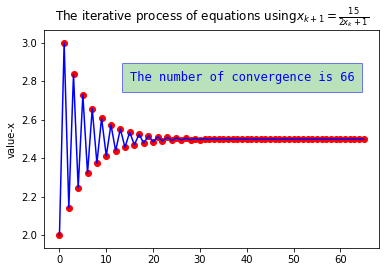 The iterative process of equations using$x_{k+1} = \frac{15}{2x_k+1}$
The number of convergence is 66
value-x
3.0
2.8
2.6
2.4
2.2
2.0
0 10 20 30 40 50 60